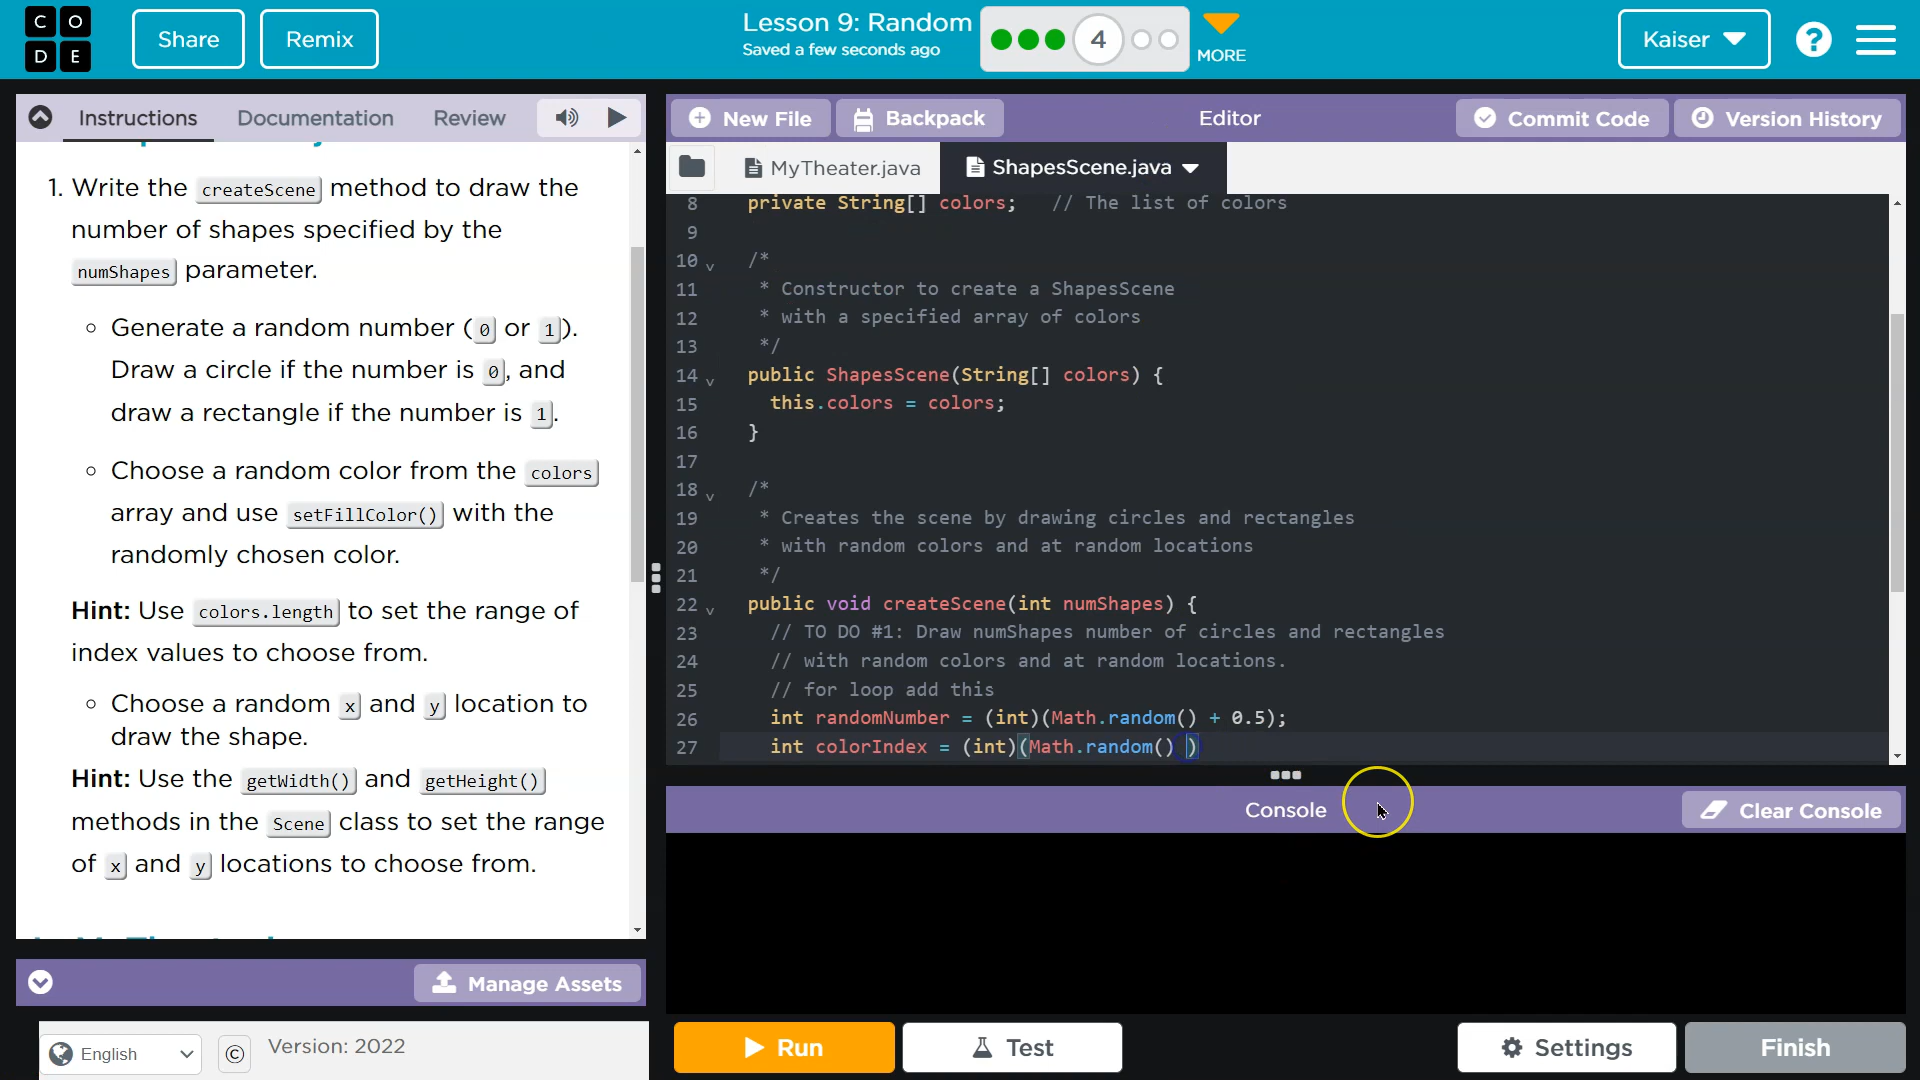 C O
D E
Share
Remix
Lesson 9: Random
Saved a few seconds ago
4
MORE
Kaiser
?
Instructions
Documentation
Review
1. Write the createScene method to draw the
number of shapes specified by the
numShapes parameter.
Generate a random number (0 or 1).
Draw a circle if the number is 0, and
draw a rectangle if the number is 1.
Choose a random color from the colors
array and use setFillColor() with the
randomly chosen color.
Hint: Use colors.length to set the range of
index values to choose from.
Choose a random x and y location to
draw the shape.
Hint: Use the getWidth() and getHeight()
methods in the Scene class to set the range
of x and y locations to choose from.
Manage Assets
English
©
Version: 2022
New File
Backpack
Editor
Commit Code
Version History
MyTheater.java
ShapesScene.java
8 private String[] colors; // The list of colors
9
10 /*
11 * Constructor to create a ShapesScene
12 * with a specified array of colors
13 */
14 public ShapesScene(String[] colors) {
15 this.colors = colors;
16 }
17
18 /*
19 * Creates the scene by drawing circles and rectangles
20 * with random colors and at random locations
21 */
22 public void createScene(int numShapes) {
23 // TO DO #1: Draw numShapes number of circles and rectangles
24 // with random colors and at random locations.
25 // for loop add this
26 int randomNumber = (int)(Math.random() + 0.5);
27 int colorIndex = (int)(Math.random() )
Console
Clear Console
Run
Test
Settings
Finish